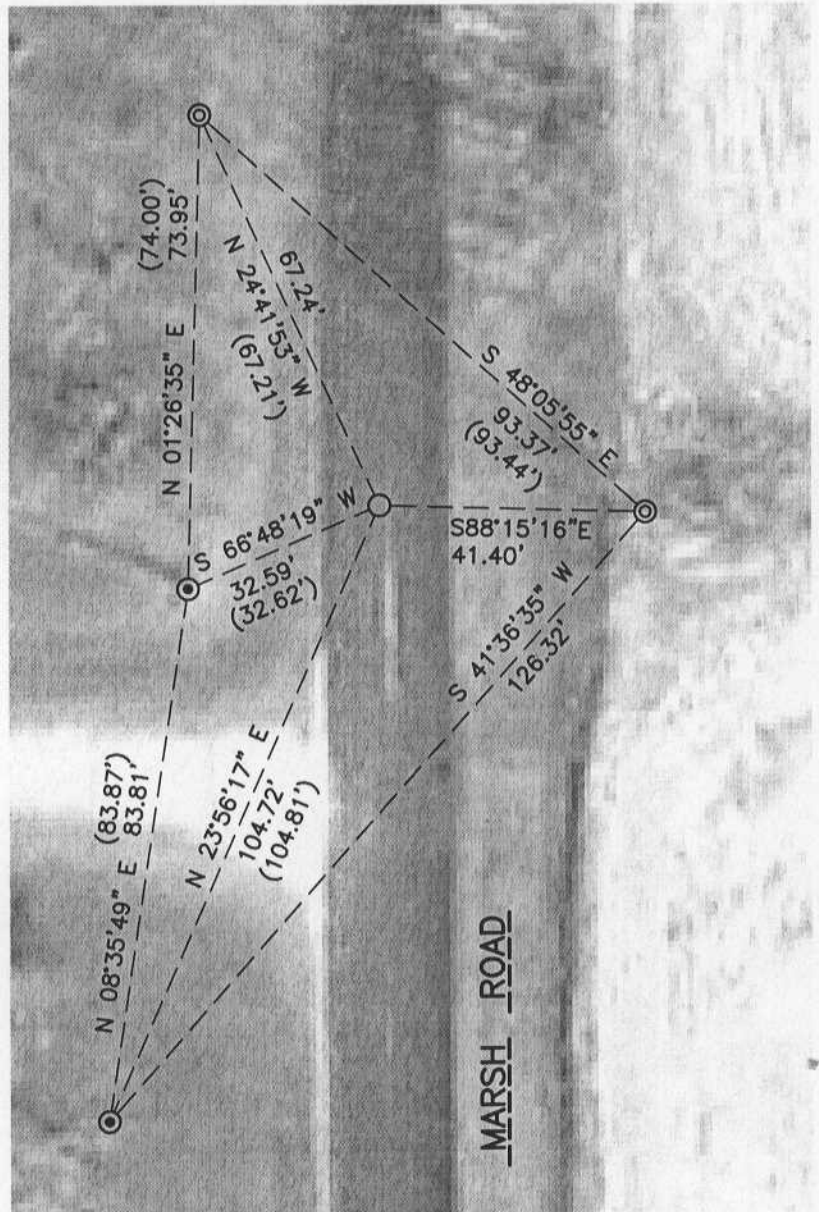 (74.00')
73.95'
N 01°26'35" E
67.24'
N 24°41'53" W
(67.21')
S 48°05'55" E
93.37'
(93.44')
S 66°48'19" W
32.59'
(32.62')
S88°15'16"E
41.40'
S 41°36'35" W
126.32'
(83.87')
83.81'
N 08°35'49" E
N 23°56'17" E
104.72'
(104.81')
MARSH ROAD